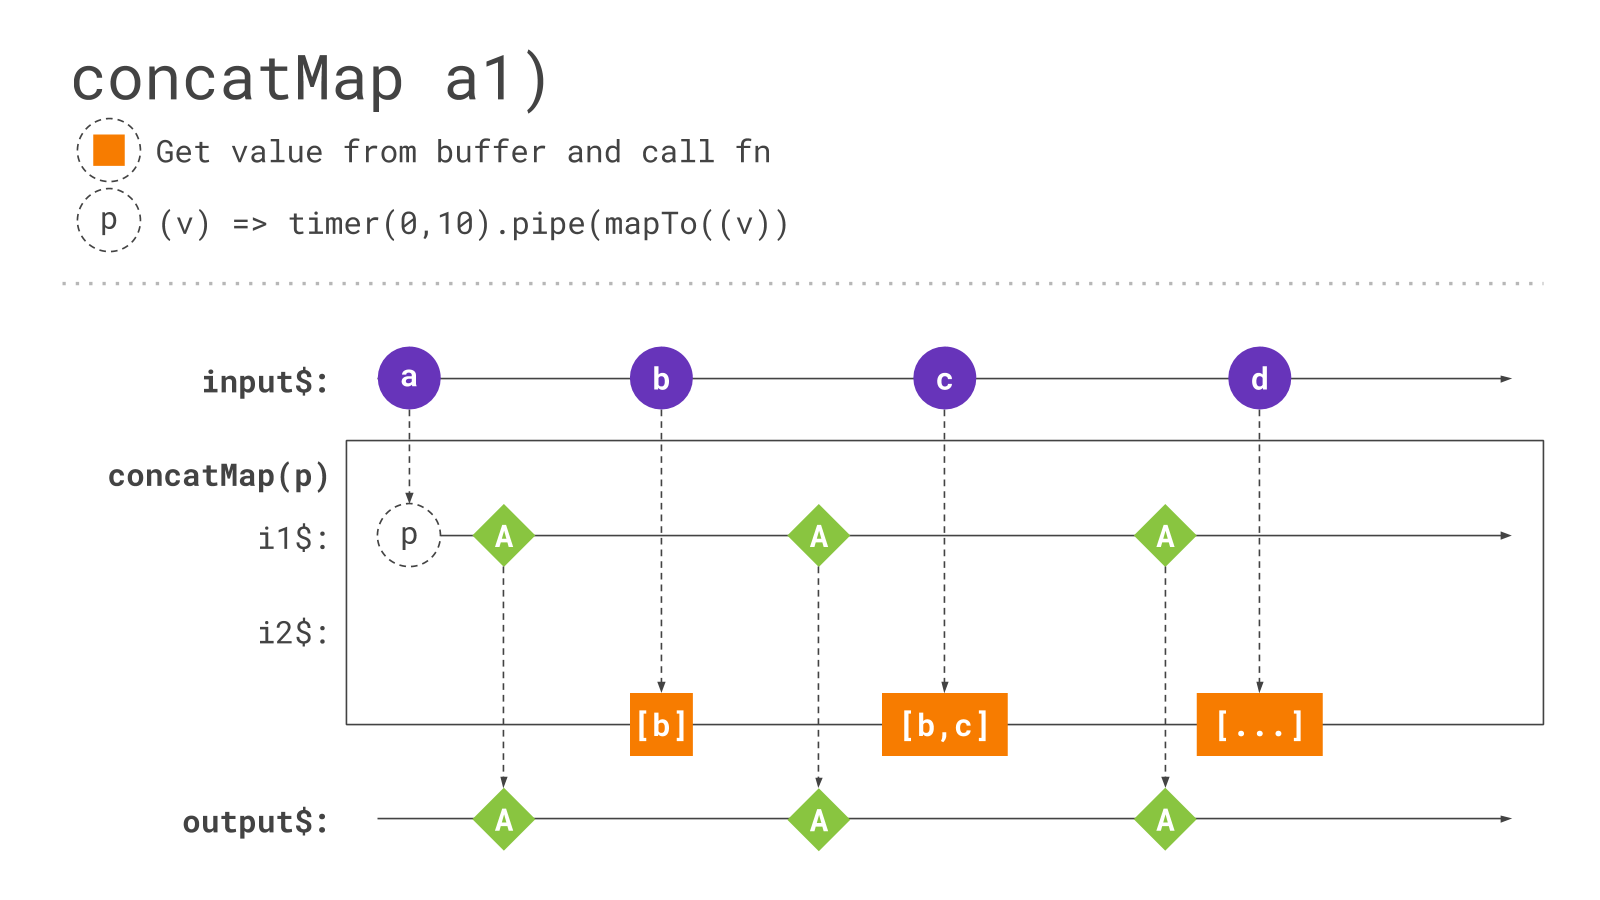 concatMap a1)
Get value from buffer and call fn
p (v) => timer(0,10).pipe(mapTo((v))
input$: a b c d
concatMap(p)
i1$: p A A A
i2$:
[b] [b,c] [...]
output$: A A A